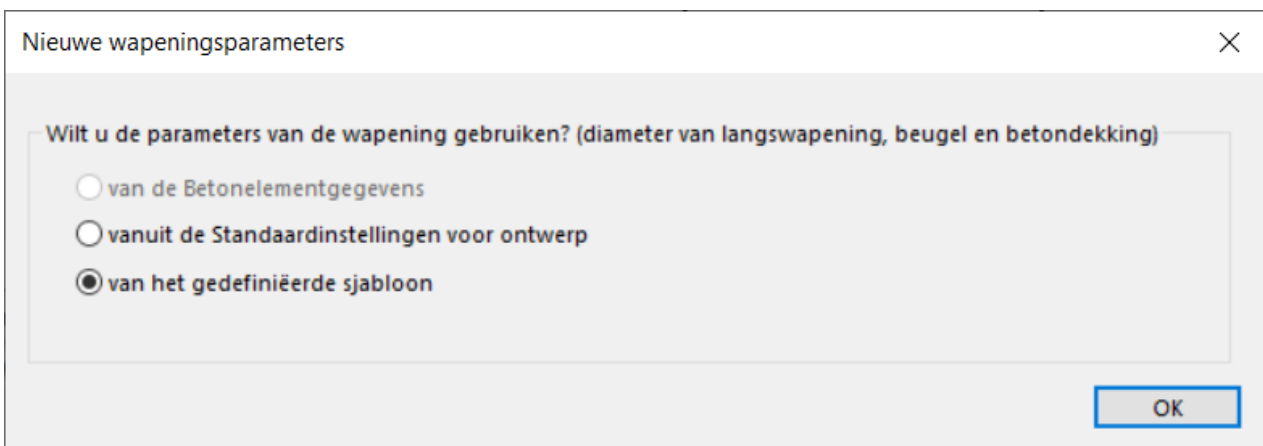 Nieuwe wapeningsparameters
Wilt u de parameters van de wapening gebruiken? (diameter van langswapening, beugel en betondekking)
van de Betonelementgegevens
vanuit de Standaardinstellingen voor ontwerp
van het gedefiniëerde sjabloon
OK